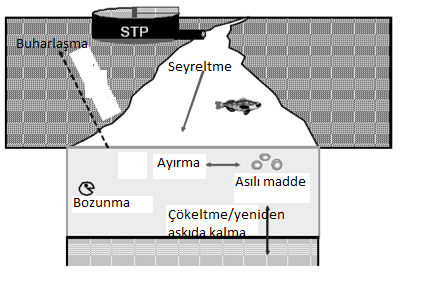 STP
Buharlaşma
Seyreltme
Ayırma
Asılı madde
Bozunma
Çökeltme/yeniden
askıda kalma